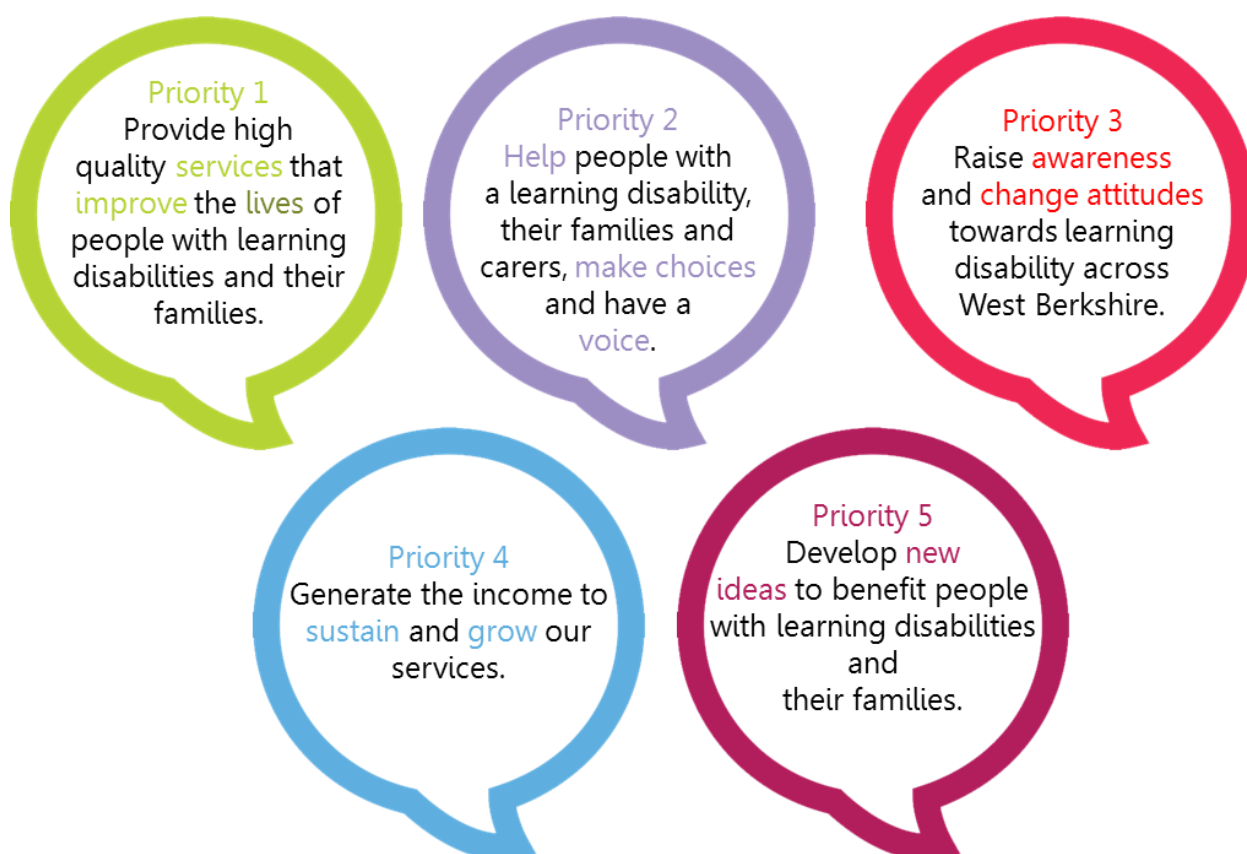 Priority 1
Provide high
quality services that
improve the lives of
people with learning
disabilities and their
families.
Priority 2
Help people with
a learning disability,
their families and
carers, make choices
and have a
voice.
Priority 3
Raise awareness
and change attitudes
towards learning
disability across
West Berkshire.
Priority 4
Generate the income to
sustain and grow our
services.
Priority 5
Develop new
ideas to benefit people
with learning disabilities
and
their families.